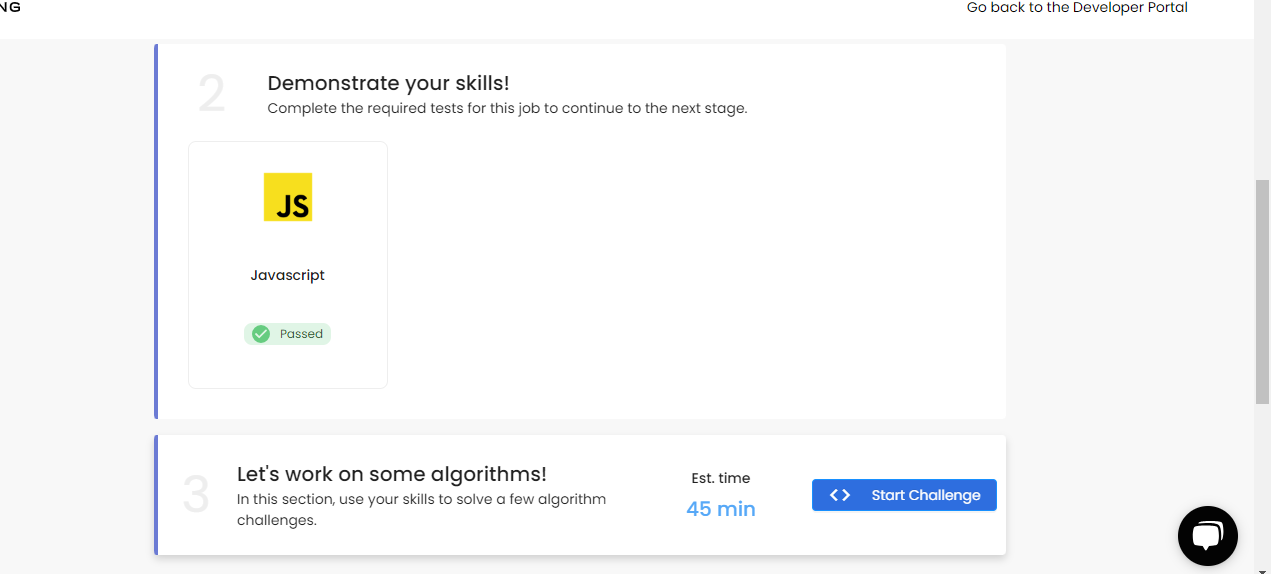 NG
Go back to the Developer Portal
2
Demonstrate your skills!
Complete the required tests for this job to continue to the next stage.
JS
Javascript
Passed
3
Let's work on some algorithms!
In this section, use your skills to solve a few algorithm
challenges.
Est. time
45 min
<> Start Challenge